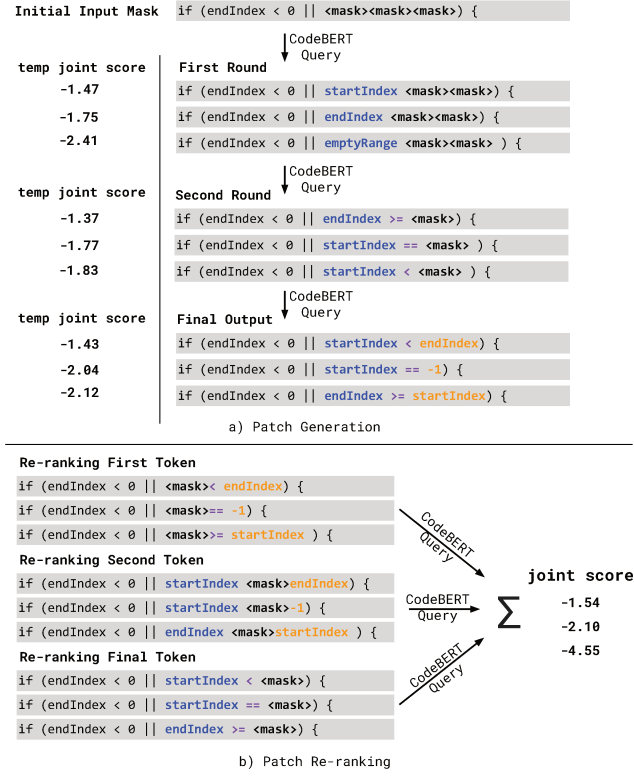 Initial Input Mask if (endIndex < 0 || <mask><mask><mask>) {
CodeBERT
Query
temp joint score First Round
-1.47 if (endIndex < 0 || startIndex <mask><mask>) {
-1.75 if (endIndex < 0 || endIndex <mask><mask>) {
-2.41 if (endIndex < 0 || emptyRange <mask><mask> ) {
CodeBERT
Query
temp joint score Second Round
-1.37 if (endIndex < 0 || endIndex >= <mask>) {
-1.77 if (endIndex < 0 || startIndex == <mask> ) {
-1.83 if (endIndex < 0 || startIndex < <mask> ) {
CodeBERT
Query
temp joint score Final Output
-1.43 if (endIndex < 0 || startIndex < endIndex) {
-2.04 if (endIndex < 0 || startIndex == -1) {
-2.12 if (endIndex < 0 || endIndex >= startIndex) {
a) Patch Generation
Re-ranking First Token
if (endIndex < 0 || <mask>< endIndex) {
if (endIndex < 0 || <mask>== -1) {
if (endIndex < 0 || <mask>>= startIndex ) {
CodeBERT
Query
Re-ranking Second Token
if (endIndex < 0 || startIndex <mask>endIndex) {
if (endIndex < 0 || startIndex <mask>-1) {
if (endIndex < 0 || endIndex <mask>startIndex ) {
CodeBERT
Query
Re-ranking Final Token
if (endIndex < 0 || startIndex < <mask>) {
if (endIndex < 0 || startIndex == <mask>) {
if (endIndex < 0 || endIndex >= <mask>) {
CodeBERT
Query
Σ
joint score
-1.54
-2.10
-4.55
b) Patch Re-ranking